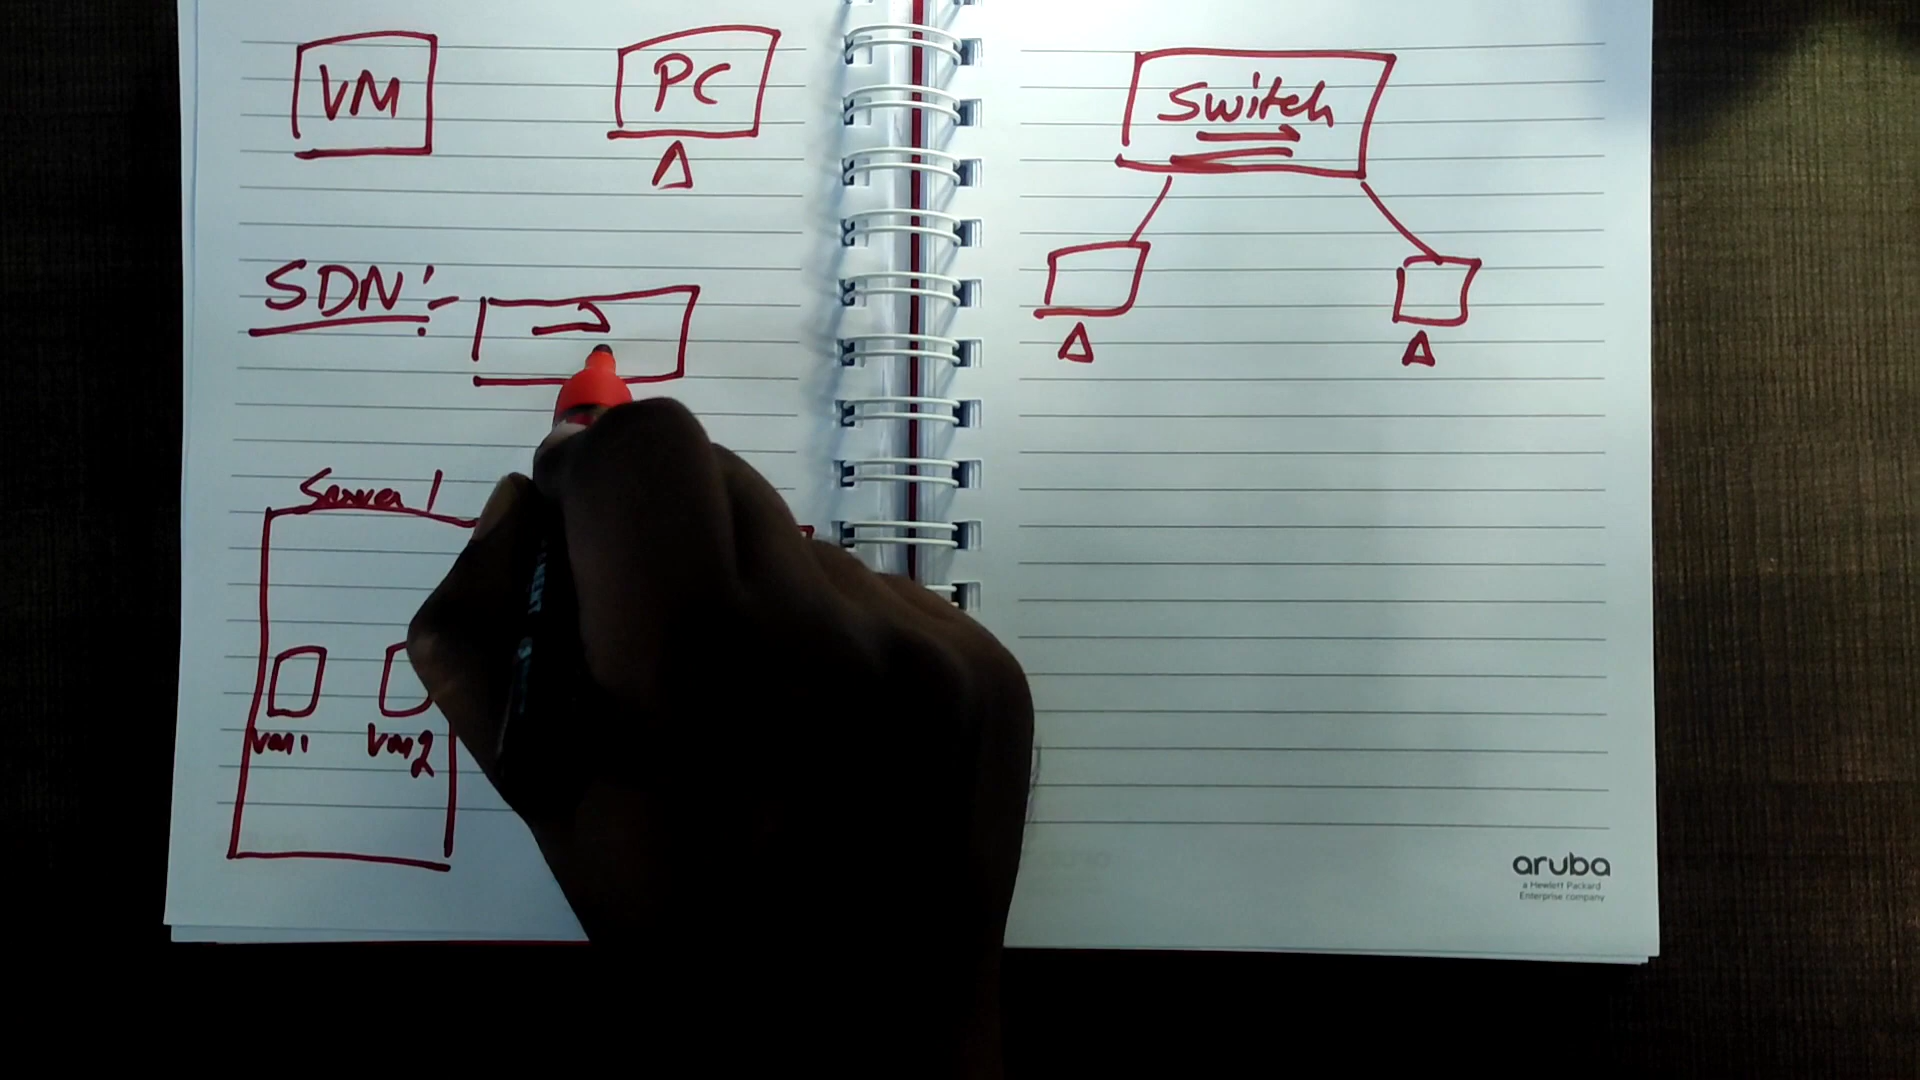 VM
PC
SDN:-
Server 1
VM1
VM2
Switch
aruba
a Hewlett Packard
Enterprise company